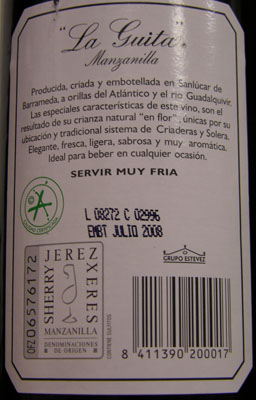 "La Guita"
Manzanilla
Producida, criada y embotellada en Sanlúcar de
Barrameda, a orillas del Atlántico y el río Guadalquivir.
Las especiales características de este vino, son el
resultado de su crianza natural "en flor"; únicas por su
ubicación y tradicional sistema de Criaderas y Solera.
Elegante, fresca, ligera, sabrosa y muy aromática.
Ideal para beber en cualquier ocasión.
SERVIR MUY FRIA
L 08272 C 02996
EMBT JULIO 2008
OFZ 06576172
JEREZ
XERES
SHERRY
MANZANILLA
DENOMINACIONES
DE ORIGEN
CONTIENE SULFITOS
GRUPO ESTEVEZ
8 411390 200017